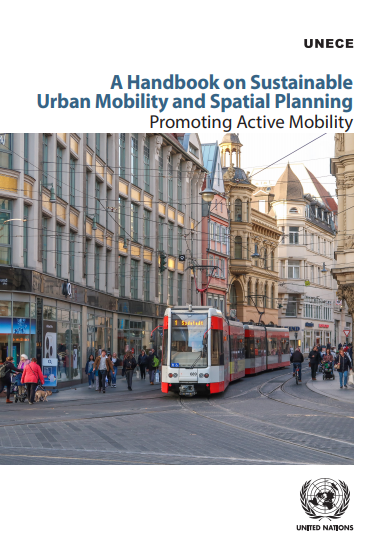 UNECE
A Handbook on Sustainable
Urban Mobility and Spatial Planning
Promoting Active Mobility
UNITED NATIONS